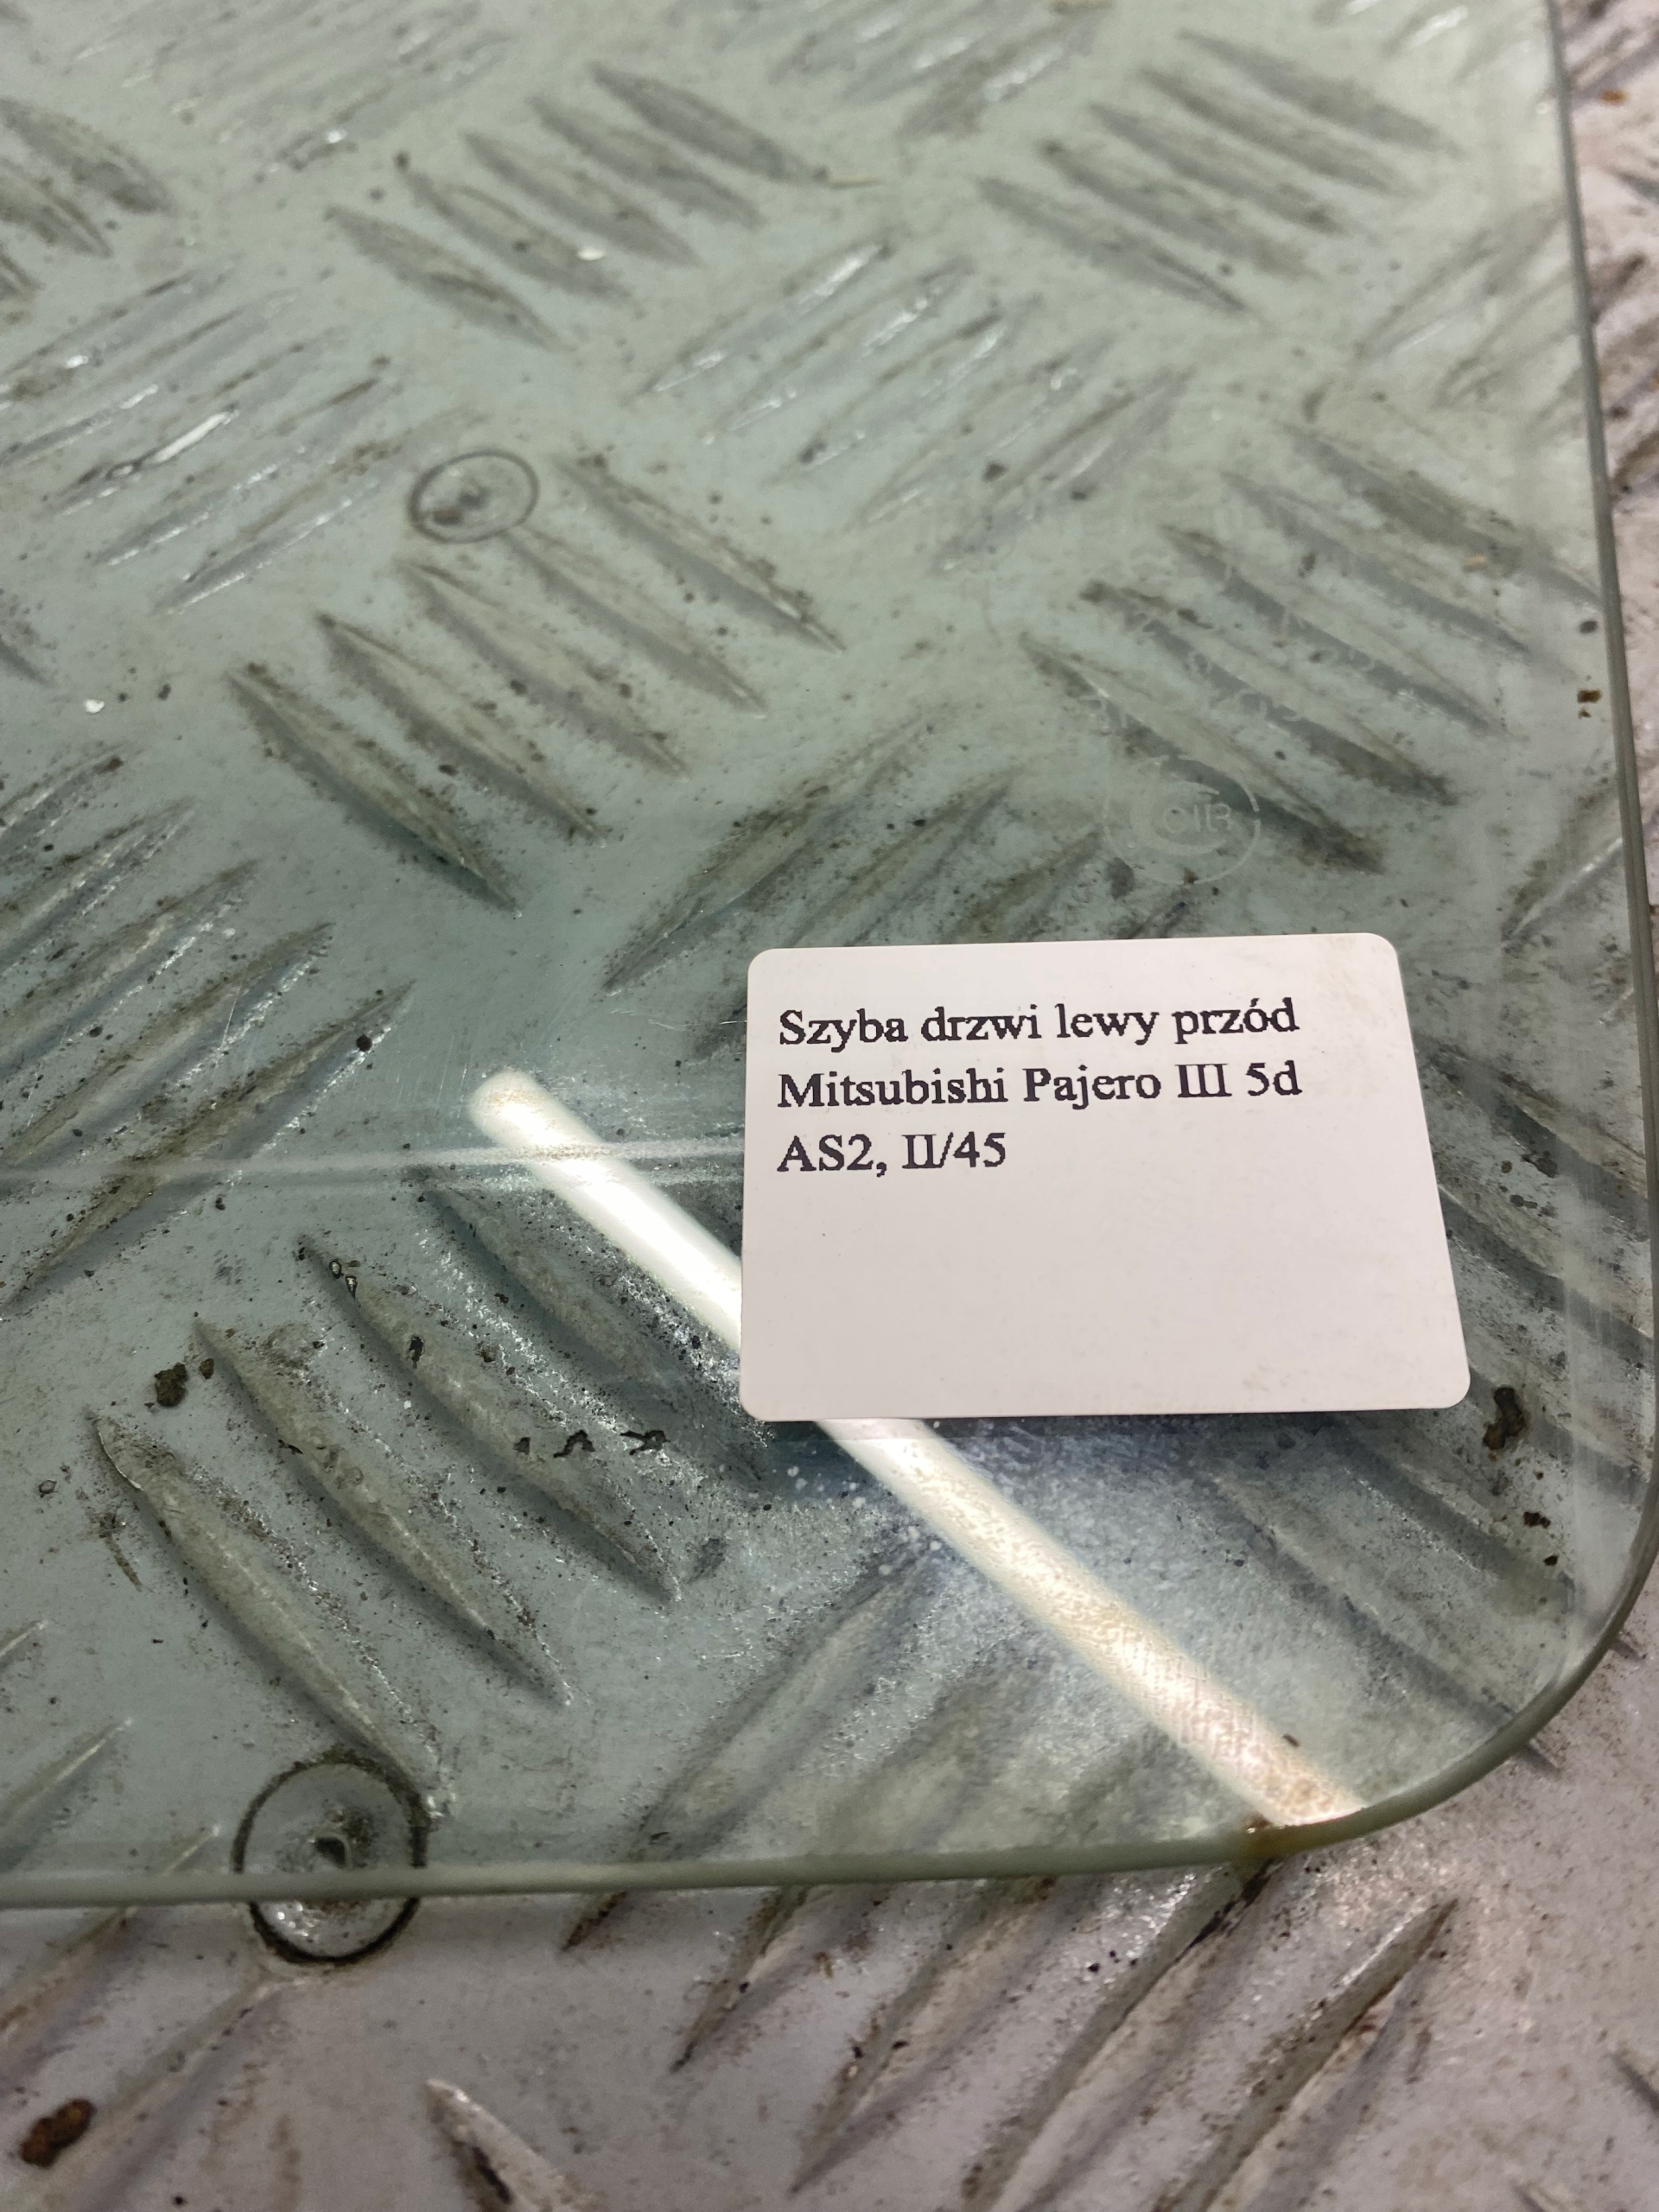 Szyba drzwi lewy przód
Mitsubishi Pajero III 5d
AS2, II/45